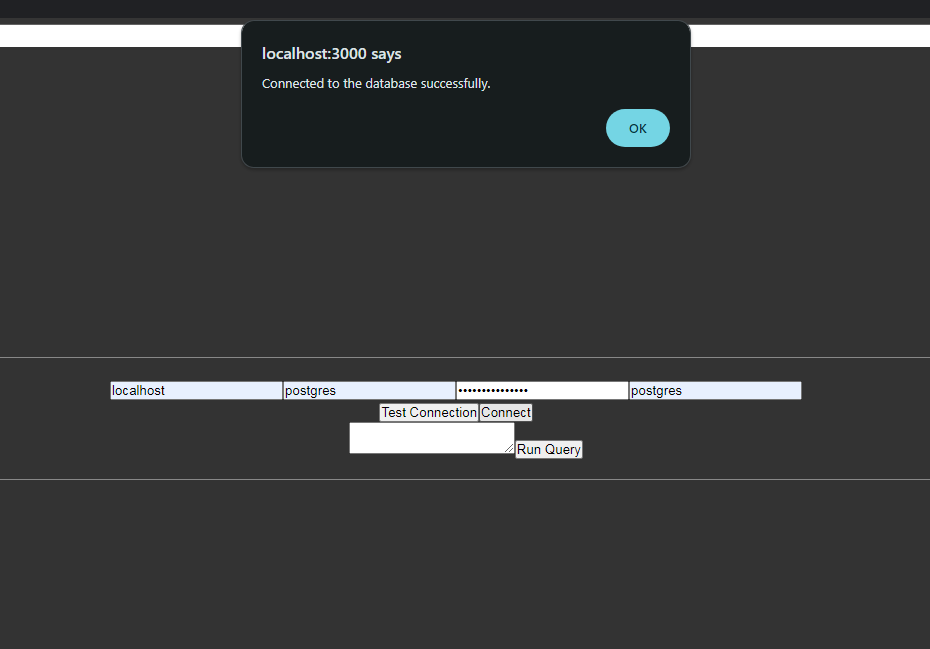 localhost:3000 says
Connected to the database successfully.
OK
localhost postgres ••••••••••••••• postgres
Test Connection Connect
Run Query